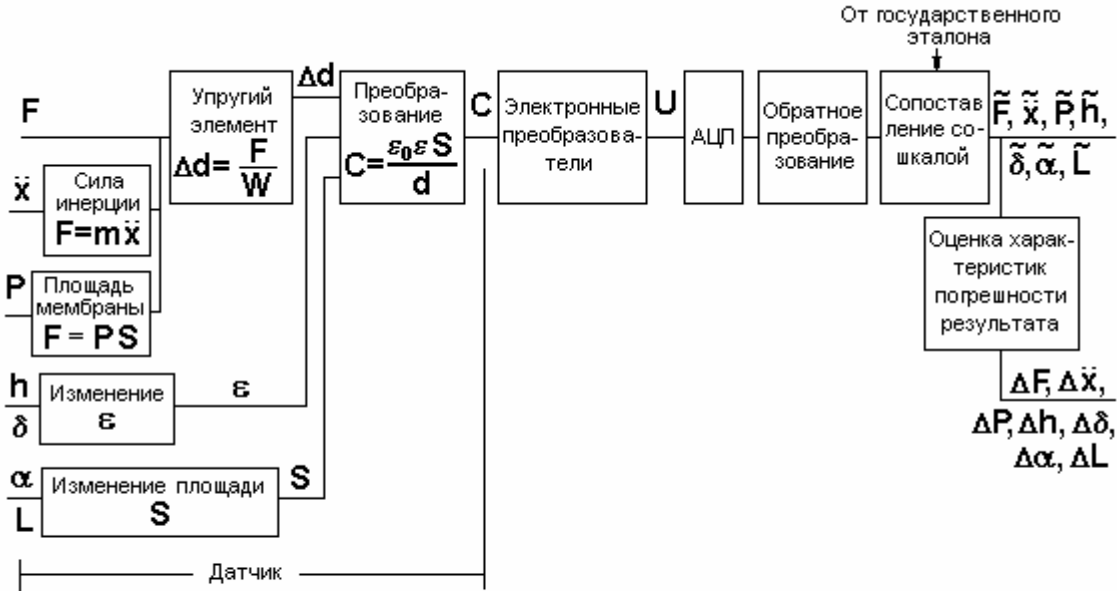 От государственного
эталона
F
Упругий
элемент
Δd= F/W
Δd
Преобра-
зование
C= ε₀ε S/d
C
Электронные
преобразова-
тели
U
АЦП
Обратное
преобра-
зование
Сопостав
ление со-
шкалой
F̃, ẍ̃, P̃, h̃,
δ̃, α̃, L̃
ẍ
Сила
инерции
F=mẍ
P
Площадь
мембраны
F = PS
Оценка харак-
теристик
погрешности
результата
h
δ
Изменение
ε
ε
ΔF, Δẍ,
ΔP, Δh, Δδ,
Δα, ΔL
α
L
Изменение площади
S
S
Датчик